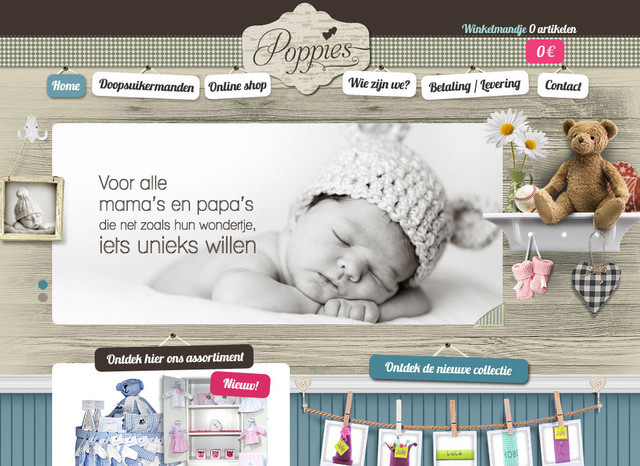 Winkelmandje 0 artikelen
0€
Poppies
Home
Doopsuikermanden
Online shop
Wie zijn we?
Betaling / Levering
Contact
Voor alle
mama's en papa's
die net zoals hun wondertje,
iets unieks willen
Ontdek hier ons assortiment
Nieuw!
Ontdek de nieuwe collectie